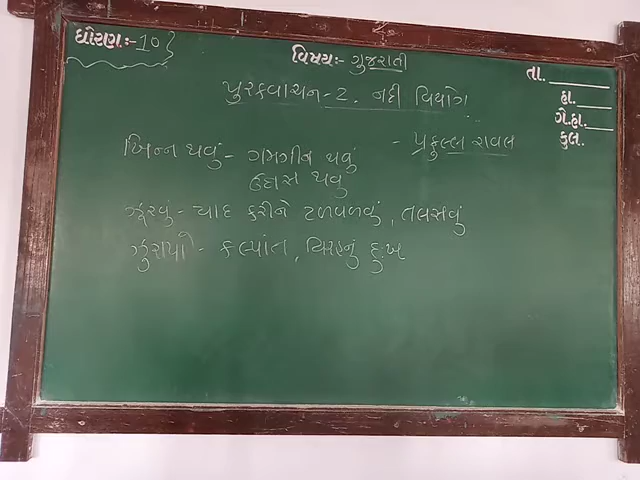 ધોરણ:- 10
વિષય:- ગુજરાતી
તા.
હા.
ગે.હા.
કુલ.
પુરકવાચન-2. નદી વિયોગ
- પ્રફુલ્લ રાવલ
ખિન્ન થવું - ગમગીન થવું
ઉદાસ થવું
ઝૂરવું - યાદ કરીને ટળવળવું, તલસવું
ઝુરાપો - કલ્પાંત, વિરહનું દુ:ખ